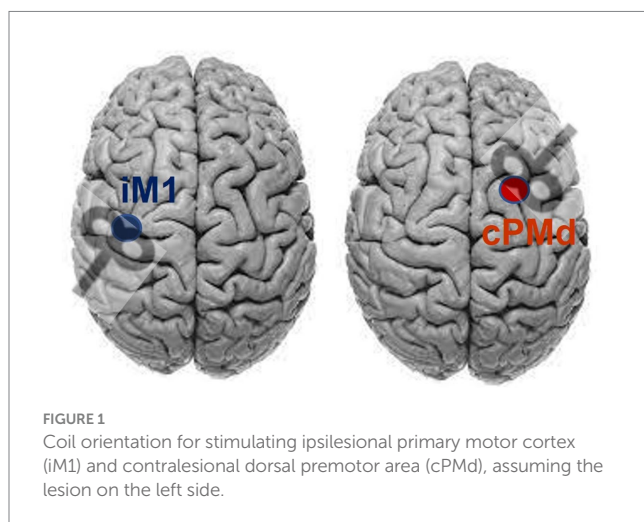 iM1
cPMd
FIGURE 1
Coil orientation for stimulating ipsilesional primary motor cortex
(iM1) and contralesional dorsal premotor area (cPMd), assuming the
lesion on the left side.